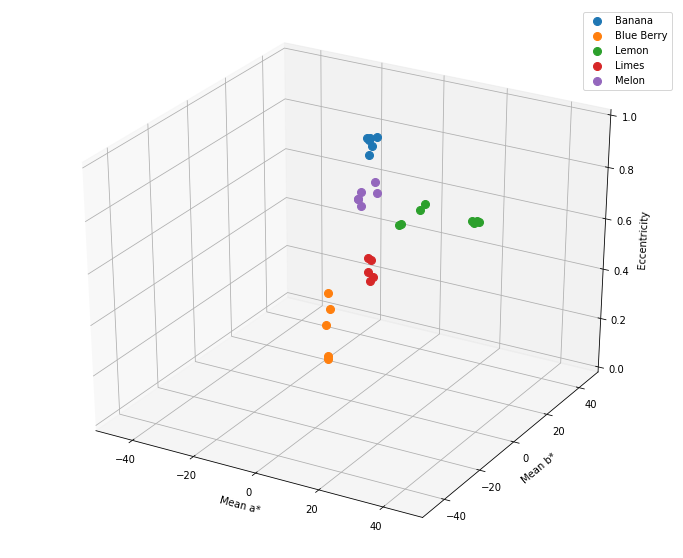 Banana
Blue Berry
Lemon
Limes
Melon
1.0
0.8
0.6
0.4
0.2
0.0
Eccentricity
40
20
0
−20
−40
Mean b*
−40
−20
0
20
40
Mean a*